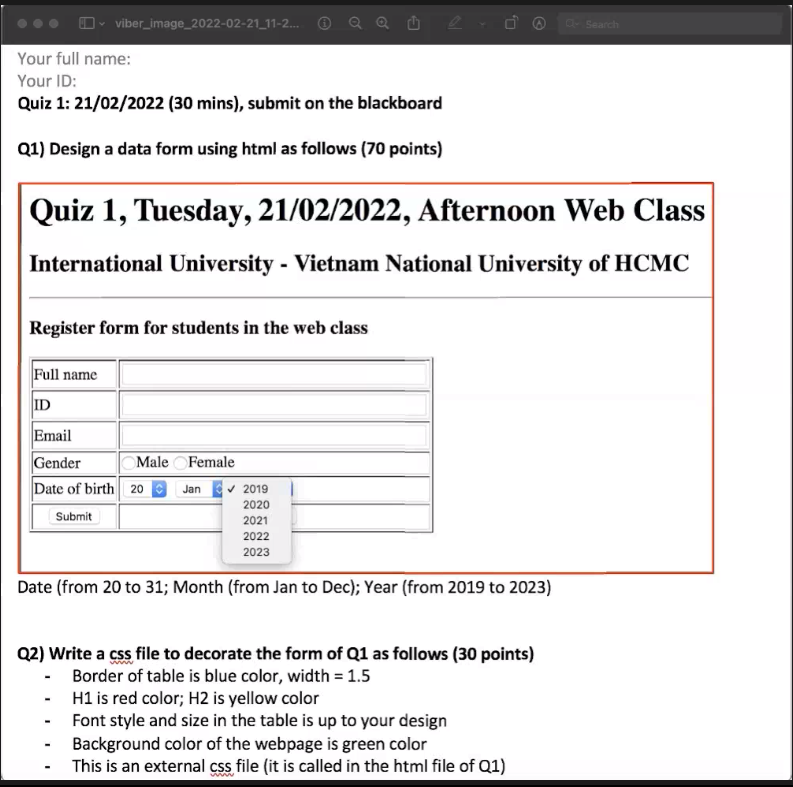 viber_image_2022-02-21_11-2...
Search
Your full name:
Your ID:
Quiz 1: 21/02/2022 (30 mins), submit on the blackboard
Q1) Design a data form using html as follows (70 points)
Quiz 1, Tuesday, 21/02/2022, Afternoon Web Class
International University - Vietnam National University of HCMC
Register form for students in the web class
Full name
ID
Email
Gender Male Female
Date of birth 20 Jan ✓ 2019
2020
Submit 2021
2022
2023
Date (from 20 to 31; Month (from Jan to Dec); Year (from 2019 to 2023)
Q2) Write a css file to decorate the form of Q1 as follows (30 points)
- Border of table is blue color, width = 1.5
- H1 is red color; H2 is yellow color
- Font style and size in the table is up to your design
- Background color of the webpage is green color
- This is an external css file (it is called in the html file of Q1)